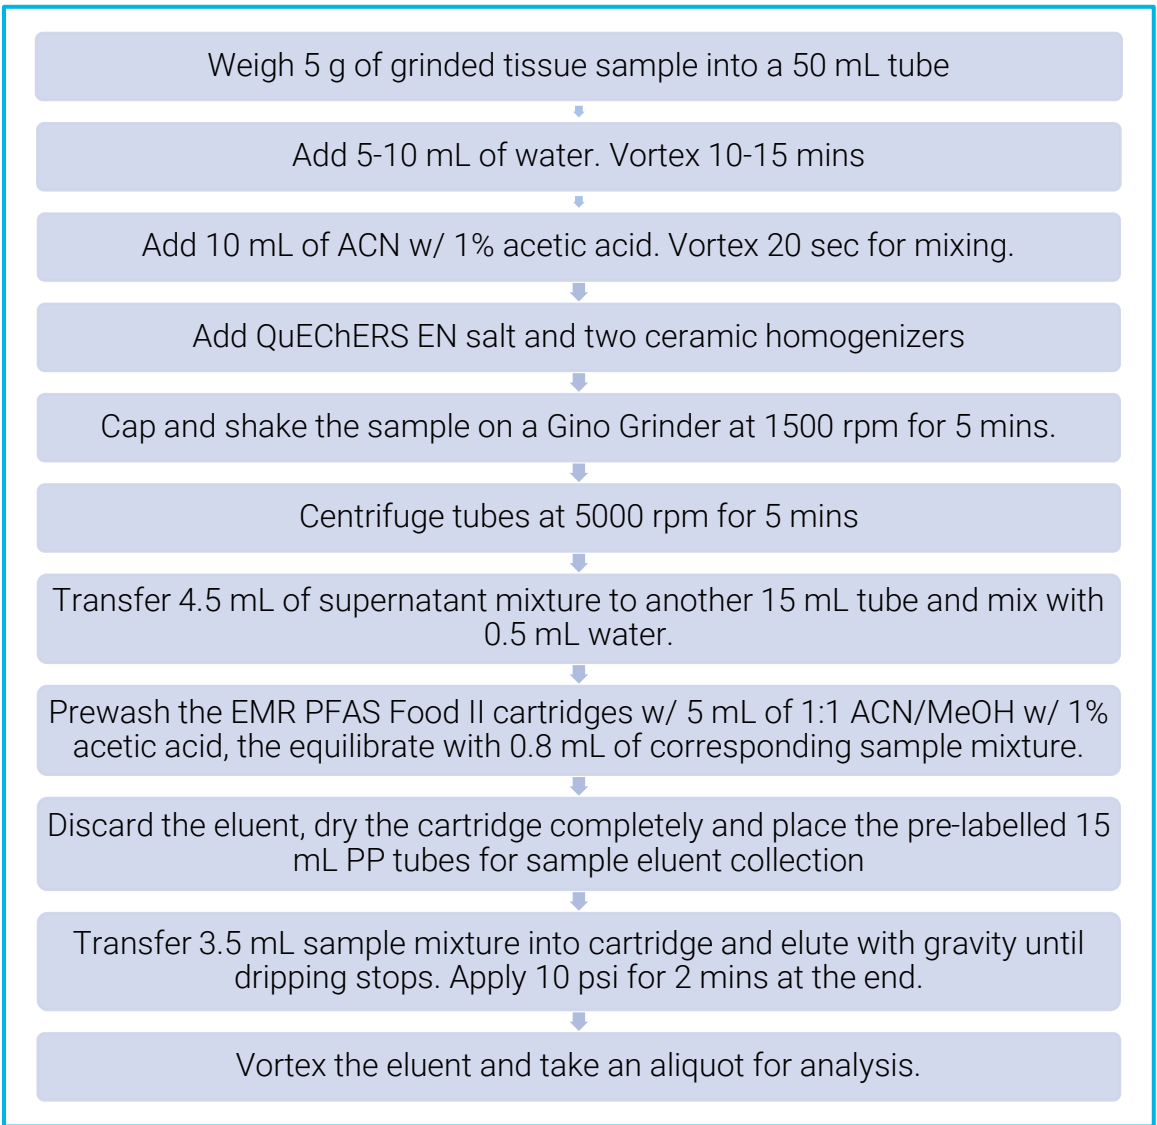 Weigh 5 g of grinded tissue sample into a 50 mL tube
Add 5-10 mL of water. Vortex 10-15 mins
Add 10 mL of ACN w/ 1% acetic acid. Vortex 20 sec for mixing.
Add QuEChERS EN salt and two ceramic homogenizers
Cap and shake the sample on a Gino Grinder at 1500 rpm for 5 mins.
Centrifuge tubes at 5000 rpm for 5 mins
Transfer 4.5 mL of supernatant mixture to another 15 mL tube and mix with
0.5 mL water.
Prewash the EMR PFAS Food II cartridges w/ 5 mL of 1:1 ACN/MeOH w/ 1%
acetic acid, the equilibrate with 0.8 mL of corresponding sample mixture.
Discard the eluent, dry the cartridge completely and place the pre-labelled 15
mL PP tubes for sample eluent collection
Transfer 3.5 mL sample mixture into cartridge and elute with gravity until
dripping stops. Apply 10 psi for 2 mins at the end.
Vortex the eluent and take an aliquot for analysis.